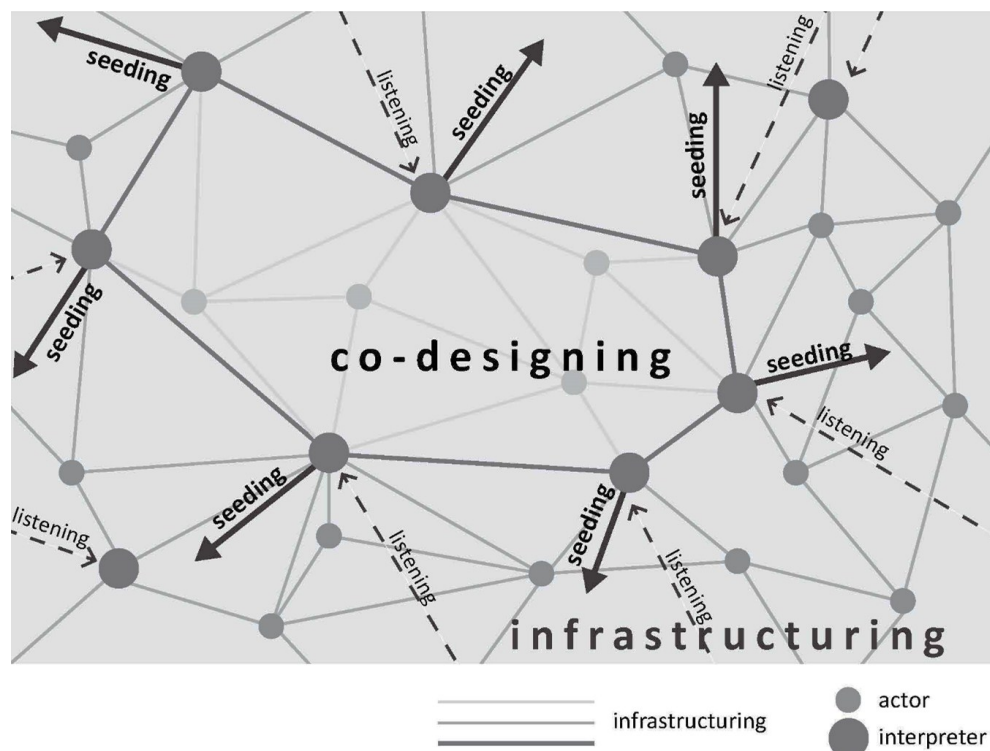 seeding
listening
seeding
listening
seeding
seeding
co-designing
seeding
listening
seeding
seeding
listening
listening
listening
infrastructuring
infrastructuring
actor
interpreter